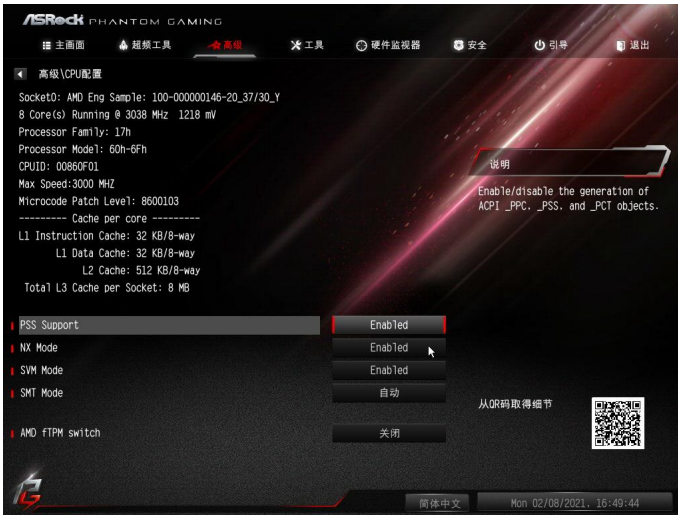 ASRock PHANTOM GAMING
主画面 超频工具 高级 工具 硬件监视器 安全 引导 退出
高级\CPU配置
Socket0: AMD Eng Sample: 100-000000146-20_37/30_Y
8 Core(s) Running @ 3038 MHz 1218 mV
Processor Family: 17h
Processor Model: 60h-6Fh
CPUID: 00860F01
Max Speed:3000 MHZ
Microcode Patch Level: 8600103
--------- Cache per core ---------
L1 Instruction Cache: 32 KB/8-way
L1 Data Cache: 32 KB/8-way
L2 Cache: 512 KB/8-way
Total L3 Cache per Socket: 8 MB
PSS Support Enabled
NX Mode Enabled
SVM Mode Enabled
SMT Mode 自动
AMD fTPM switch 关闭
说明
Enable/disable the generation of
ACPI _PPC, _PSS, and _PCT objects.
从QR码取得细节
简体中文 Mon 02/08/2021, 16:49:44